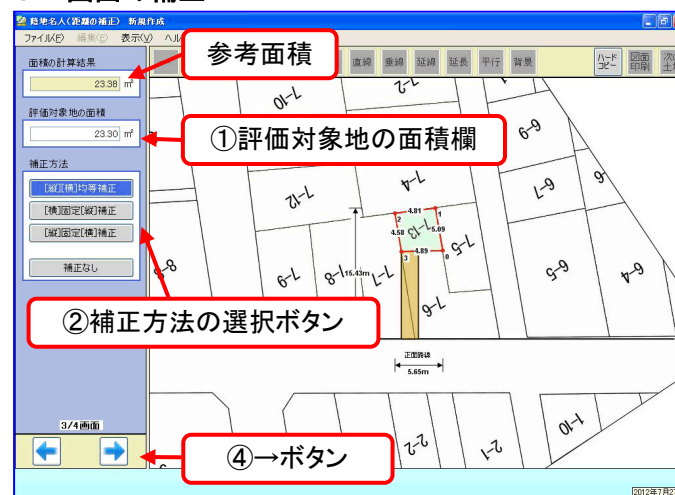 陰地名人(距離の補正) 新規作成
ファイル(F) 編集(E) 表示(V)
直線 垂線 延線 延長 平行 背景 ハードコピー 図面印刷
面積の計算結果
23.38 ㎡
参考面積
評価対象地の面積
23.30 ㎡
①評価対象地の面積欄
補正方法
[縦][横]均等補正
[横]固定[縦]補正
[縦]固定[横]補正
補正なし
②補正方法の選択ボタン
7-10
7-2
6-9
7-12
7-4
6-7
2
4.81
1
4.58
7-13
5.09
3
4.89
0
7-5
8-8
15.43m
7-9
8-7
7-7
6-5
6-4
7-6
正面路線
5.65m
3/4画面
④→ボタン
2-2
2-1
1-10
2012年7月27